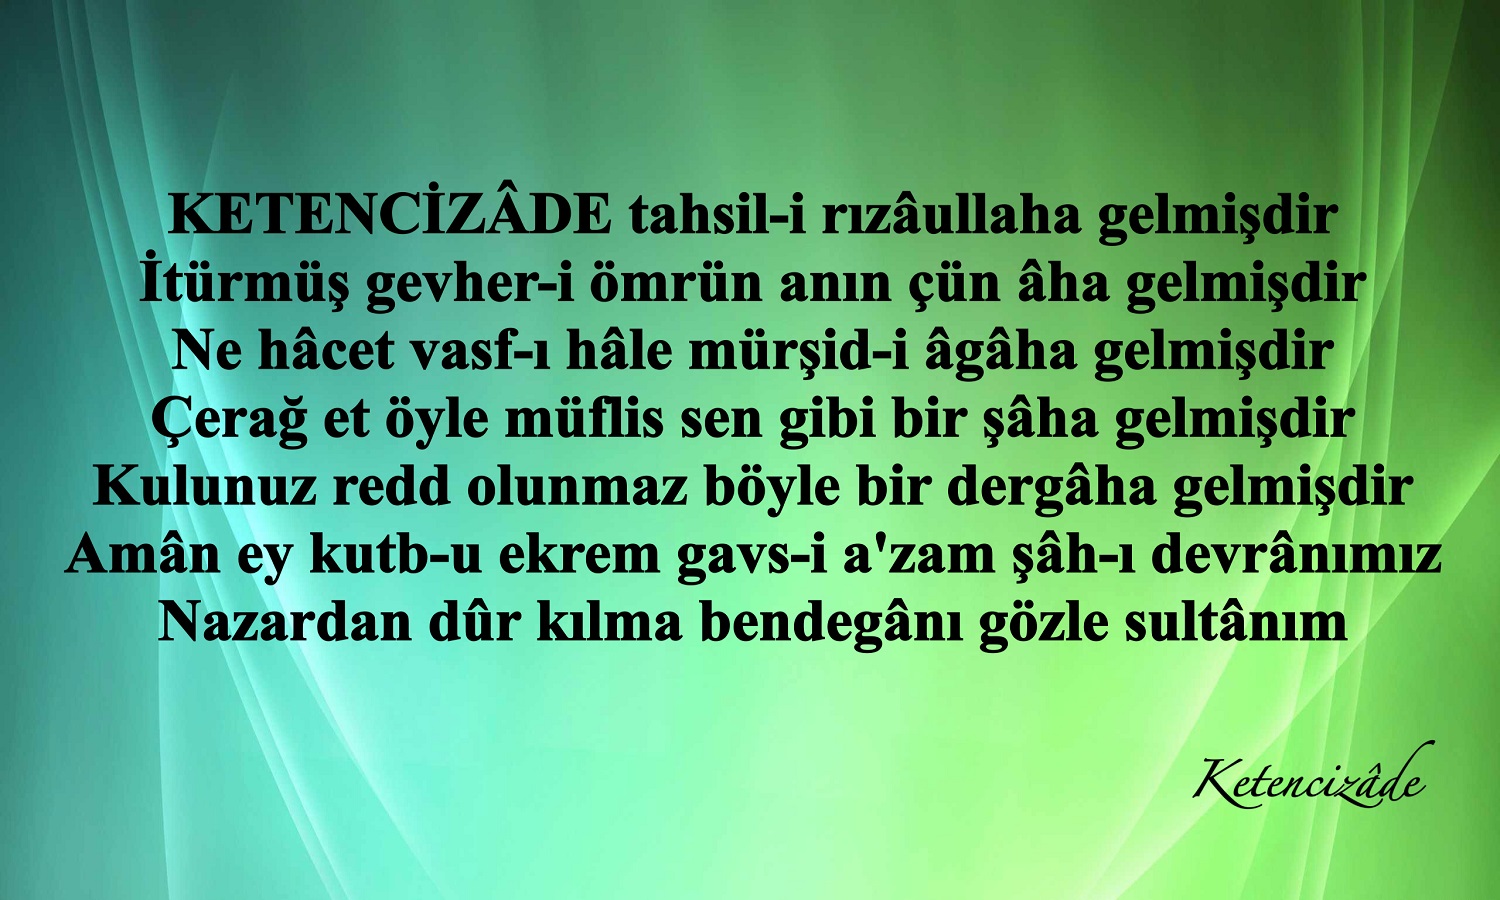 KETENCİZÂDE tahsil-i rızâullaha gelmişdir
İtürmüş gevher-i ömrün anın çün âha gelmişdir
Ne hâcet vasf-ı hâle mürşid-i âgâha gelmişdir
Çerağ et öyle müflis sen gibi bir şâha gelmişdir
Kulunuz redd olunmaz böyle bir dergâha gelmişdir
Amân ey kutb-u ekrem gavs-i a'zam şâh-ı devrânımız
Nazardan dûr kılma bendegânı gözle sultânım
Ketencizâde